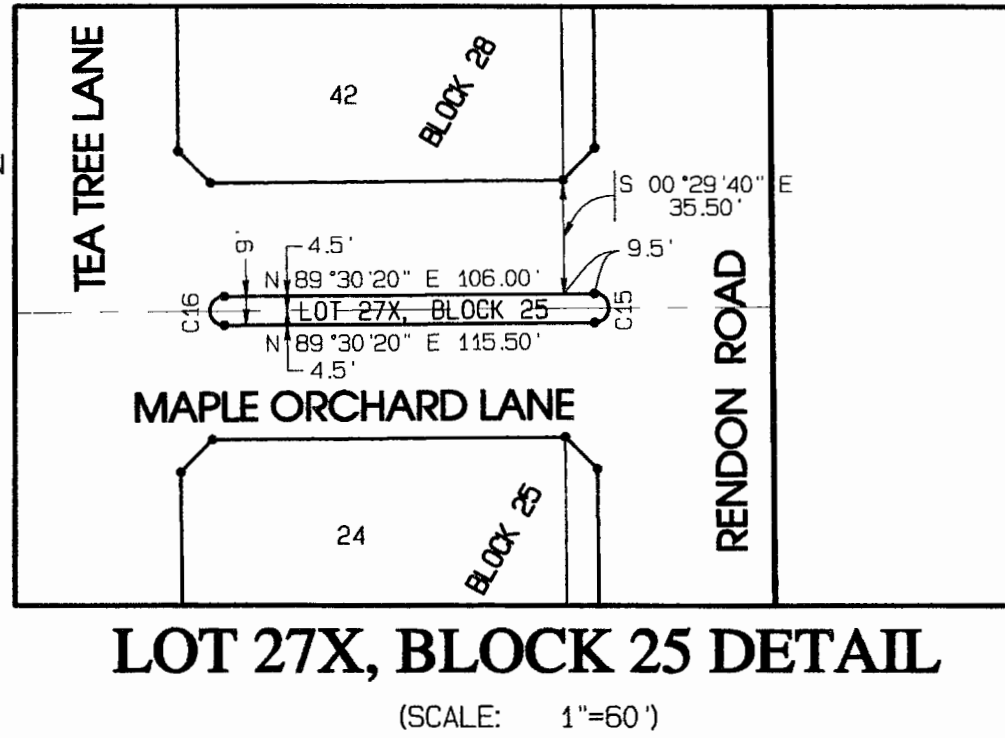 TEA TREE LANE
42
BLOCK 28
S 00°29'40" E
35.50'
9'
4.5'
9.5'
N 89°30'20" E 106.00'
C16
LOT 27X, BLOCK 25
C15
N 89°30'20" E 115.50'
4.5'
MAPLE ORCHARD LANE
RENDON ROAD
24
BLOCK 25
LOT 27X, BLOCK 25 DETAIL
(SCALE: 1"=60')